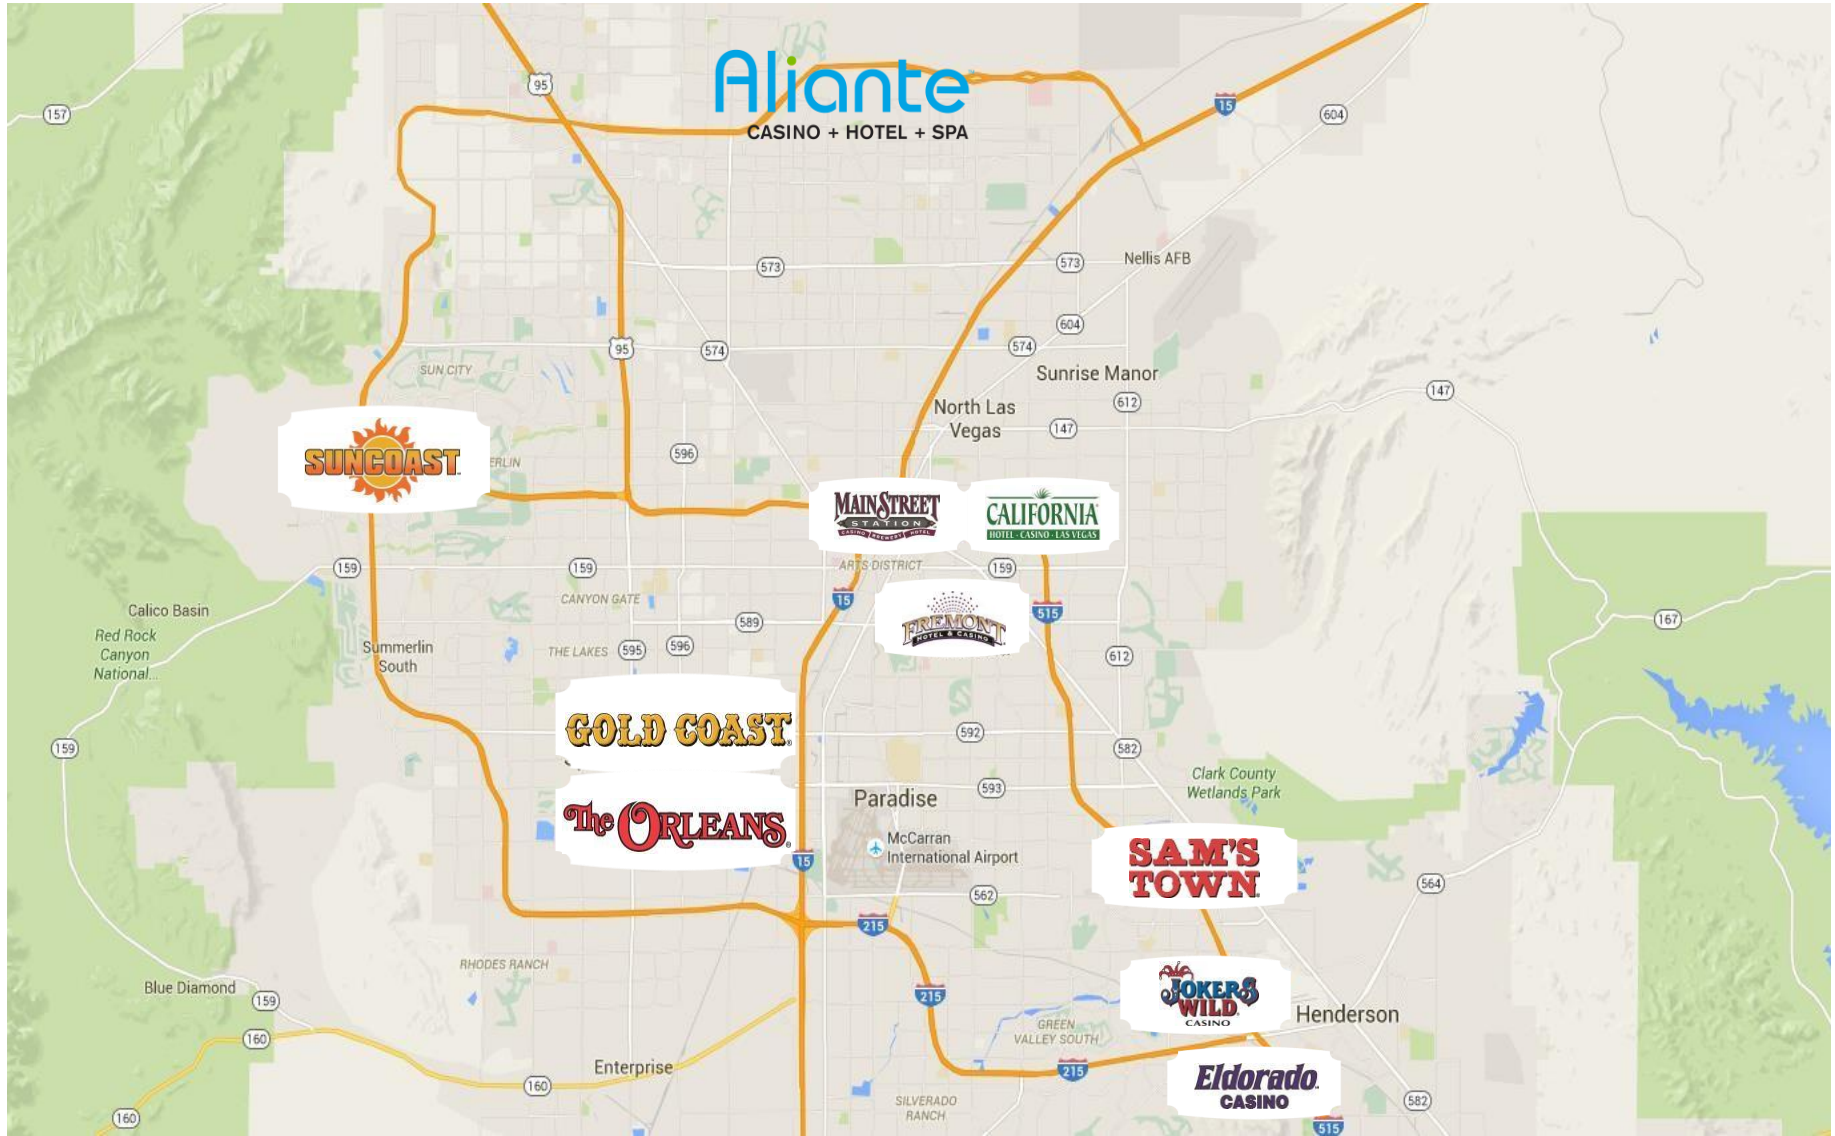 Aliante
CASINO + HOTEL + SPA
95
15
157
604
573
573
Nellis AFB
604
95
574
574
SUN CITY
Sunrise Manor
147
612
North Las
Vegas
147
596
SUNCOAST
ERLIN
MAIN STREET
STATION
CASINO BREWERY HOTEL
CALIFORNIA
HOTEL · CASINO · LAS VEGAS
ARTS DISTRICT
159
159
159
15
515
CANYON GATE
Calico Basin
589
FREMONT
HOTEL & CASINO
167
Red Rock
Canyon
National...
Summerlin
South
THE LAKES
595
596
612
GOLD COAST
159
592
582
Clark County
Wetlands Park
593
Paradise
The ORLEANS
McCarran
International Airport
15
SAM'S
TOWN
562
564
215
RHODES RANCH
Blue Diamond
159
215
JOKERS
WILD
CASINO
Henderson
160
GREEN
VALLEY SOUTH
Enterprise
215
160
Eldorado
CASINO
SILVERADO
RANCH
582
160
515